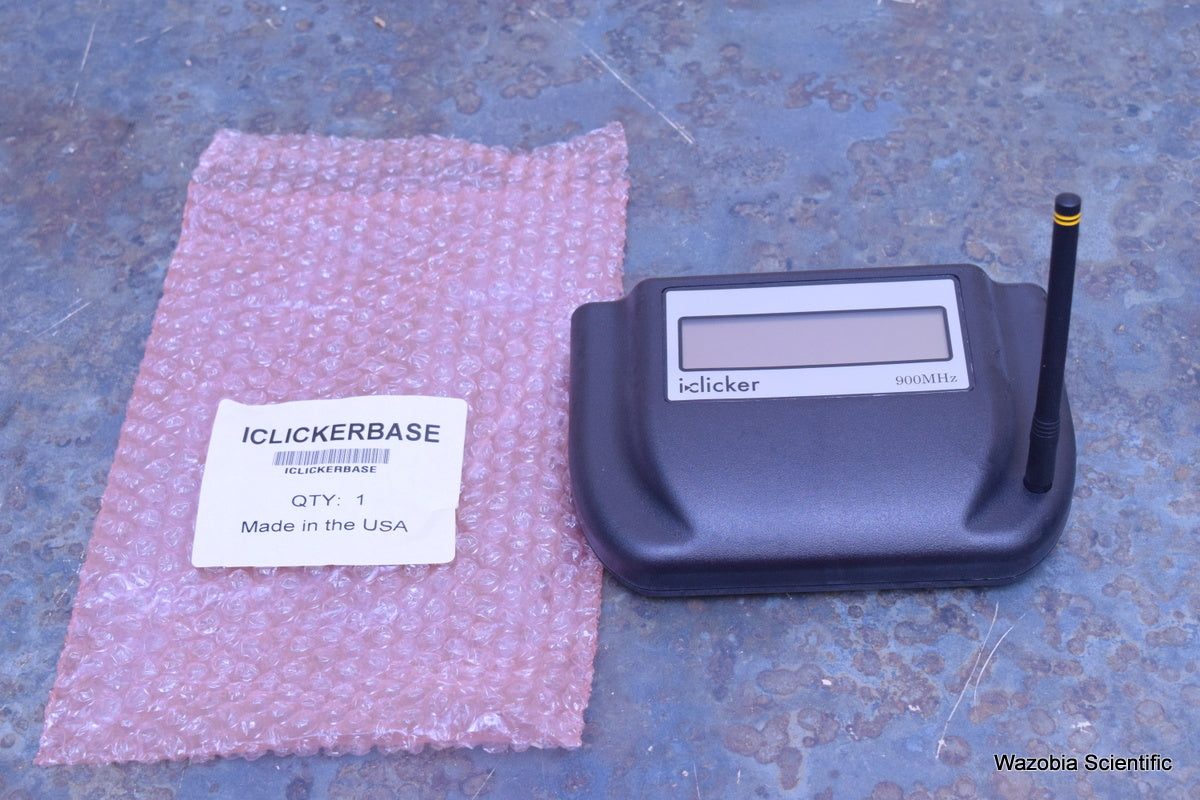 ICLICKERBASE
ICLICKERBASE
QTY: 1
Made in the USA
i>clicker
900MHz
Wazobia Scientific